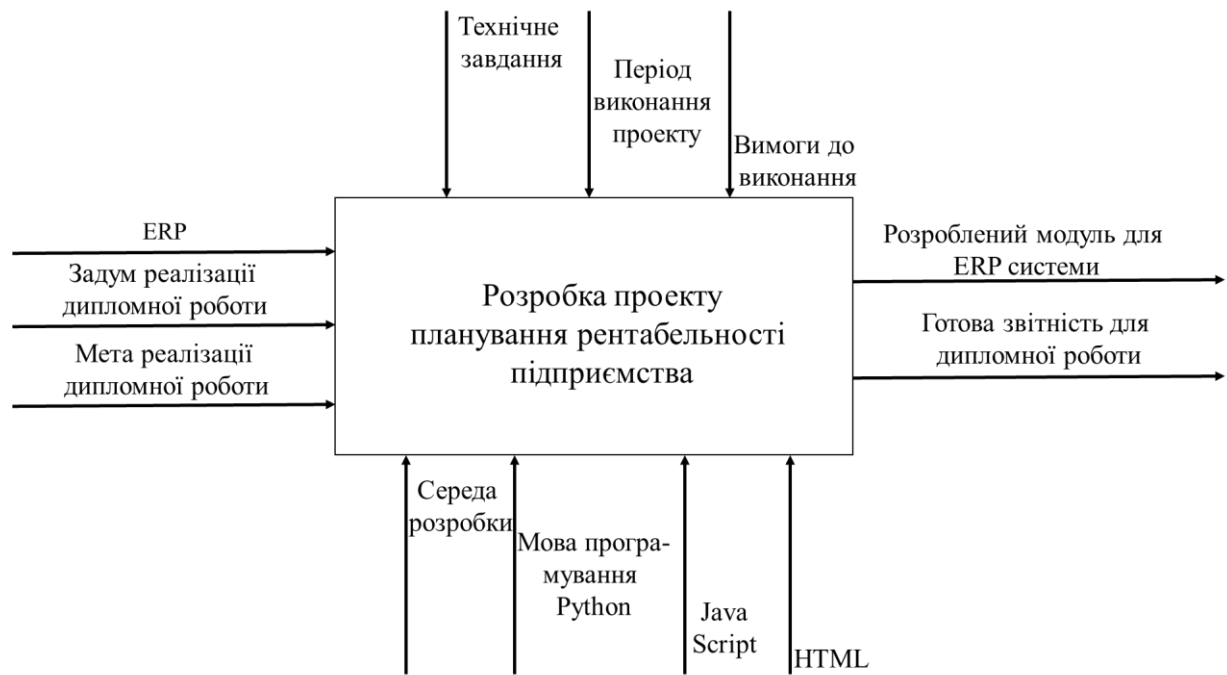 Технічне
завдання
Період
виконання
проекту
Вимоги до
виконання
ERP
Задум реалізації
дипломної роботи
Мета реалізації
дипломної роботи
Розробка проекту
планування рентабельності
підприємства
Розроблений модуль для
ERP системи
Готова звітність для
дипломної роботи
Середа
розробки
Мова програ-
мування
Python
Java
Script
HTML